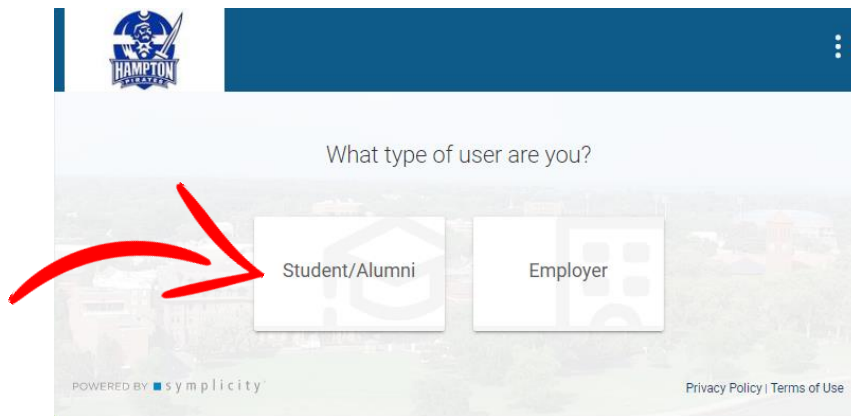 HAMPTON
PIRATES
What type of user are you?
Student/Alumni
Employer
POWERED BY symplicity
Privacy Policy | Terms of Use